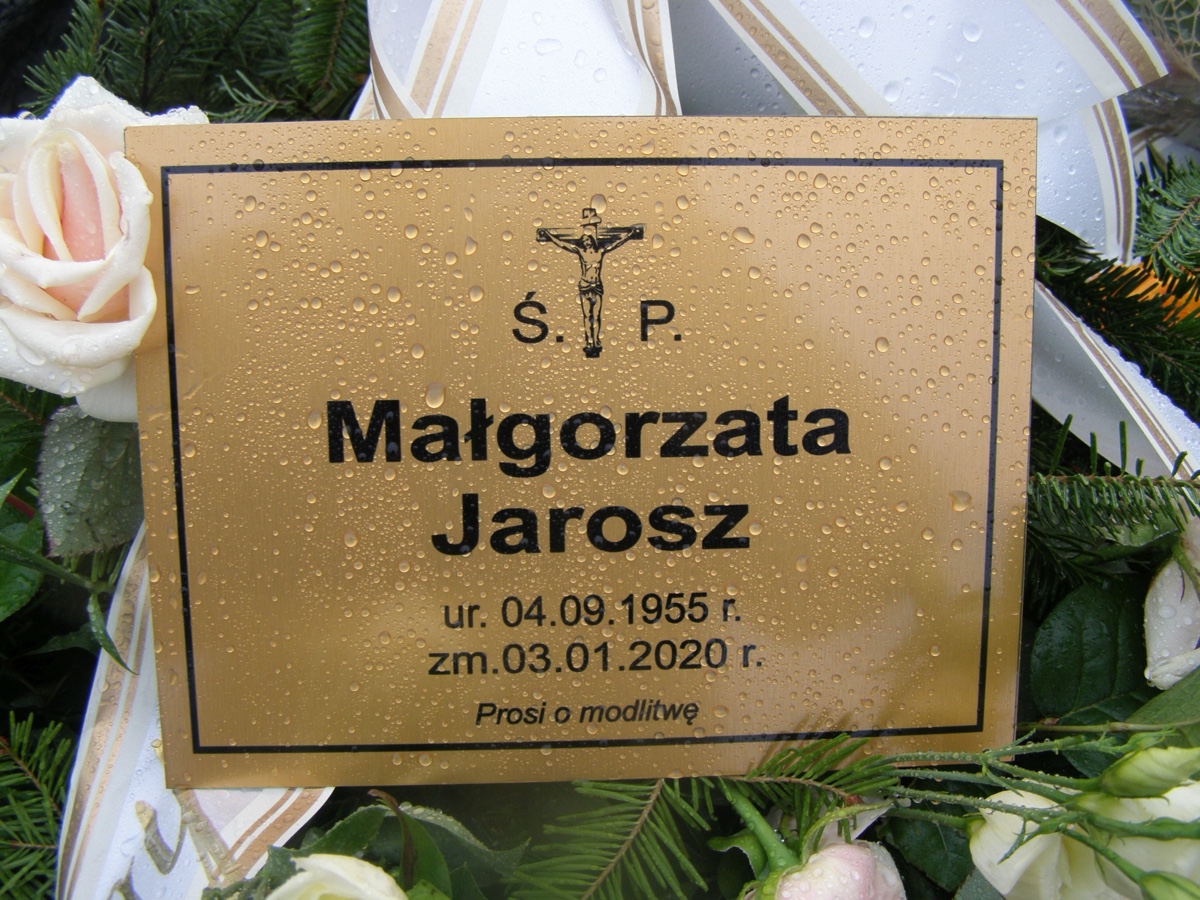 Ś. P.
Małgorzata
Jarosz
ur. 04.09.1955 r.
zm.03.01.2020 r.
Prosi o modlitwę